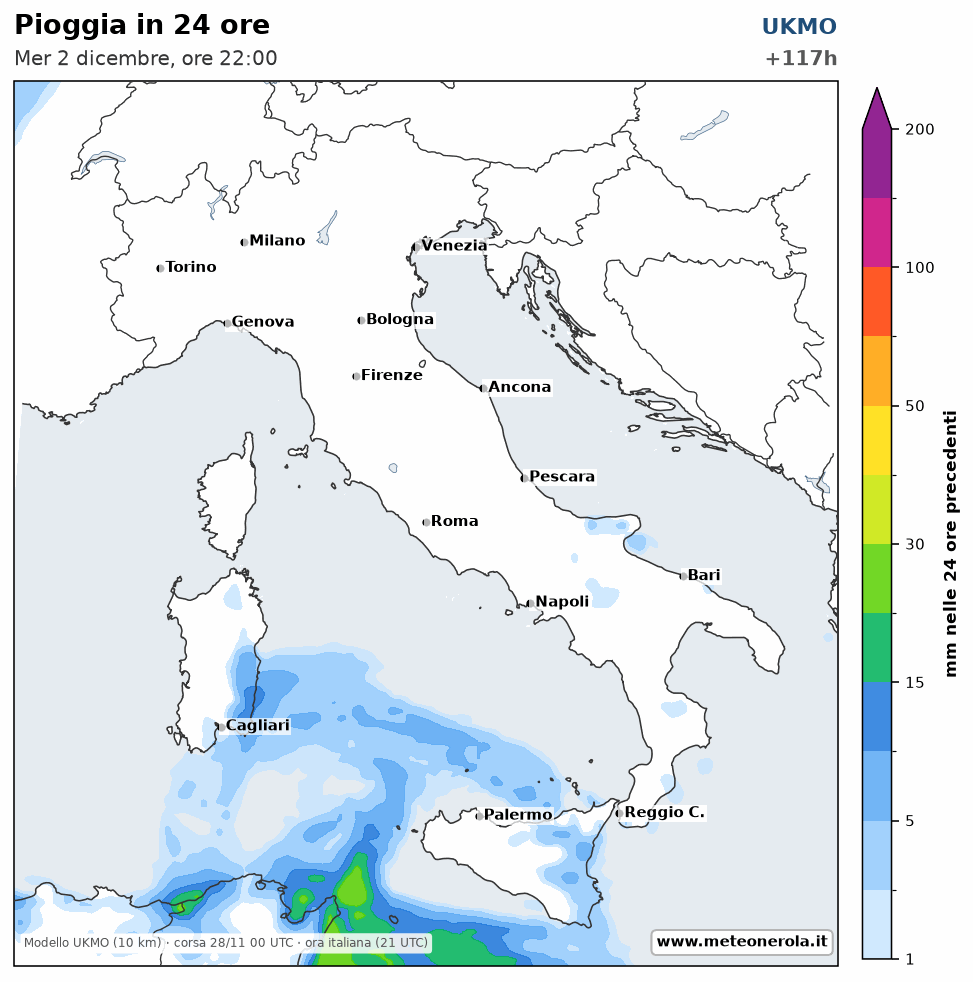 Pioggia in 24 ore
UKMO
Mer 2 dicembre, ore 22:00
+117h
Milano
Venezia
Torino
Genova
Bologna
Firenze
Ancona
Pescara
Roma
Bari
Napoli
Cagliari
Palermo
Reggio C.
Modello UKMO (10 km) · corsa 28/11 00 UTC · ora italiana (21 UTC)
www.meteonerola.it
200
100
50
30
15
5
1
mm nelle 24 ore precedenti